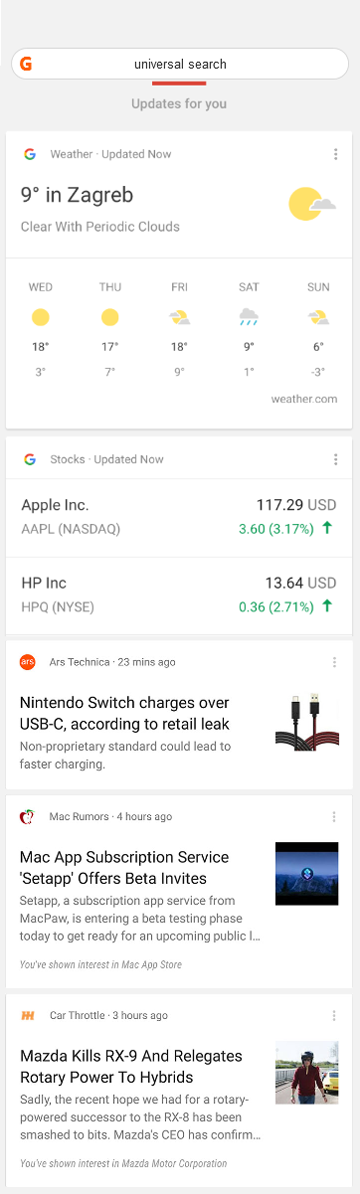 G universal search
Updates for you
Weather · Updated Now
9° in Zagreb
Clear With Periodic Clouds
WED THU FRI SAT SUN
18° 17° 18° 9° 6°
3° 7° 9° 1° -3°
weather.com
Stocks · Updated Now
Apple Inc. 117.29 USD
AAPL (NASDAQ) 3.60 (3.17%)
HP Inc 13.64 USD
HPQ (NYSE) 0.36 (2.71%)
ars Ars Technica · 23 mins ago
Nintendo Switch charges over
USB-C, according to retail leak
Non-proprietary standard could lead to
faster charging.
Mac Rumors · 4 hours ago
Mac App Subscription Service
'Setapp' Offers Beta Invites
Setapp, a subscription app service from
MacPaw, is entering a beta testing phase
today to get ready for an upcoming public l...
You've shown interest in Mac App Store
Car Throttle · 3 hours ago
Mazda Kills RX-9 And Relegates
Rotary Power To Hybrids
Sadly, the recent hope we had for a rotary-
powered successor to the RX-8 has been
smashed to bits. Mazda's CEO has confirm...
You've shown interest in Mazda Motor Corporation